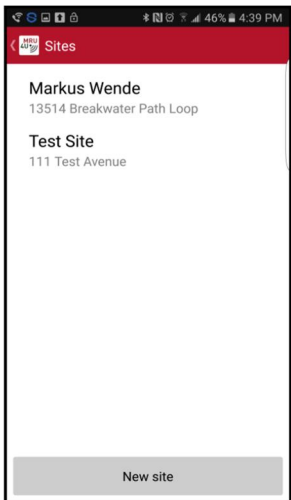 46% 4:39 PM
MRU 4U Sites
Markus Wende
13514 Breakwater Path Loop
Test Site
111 Test Avenue
New site